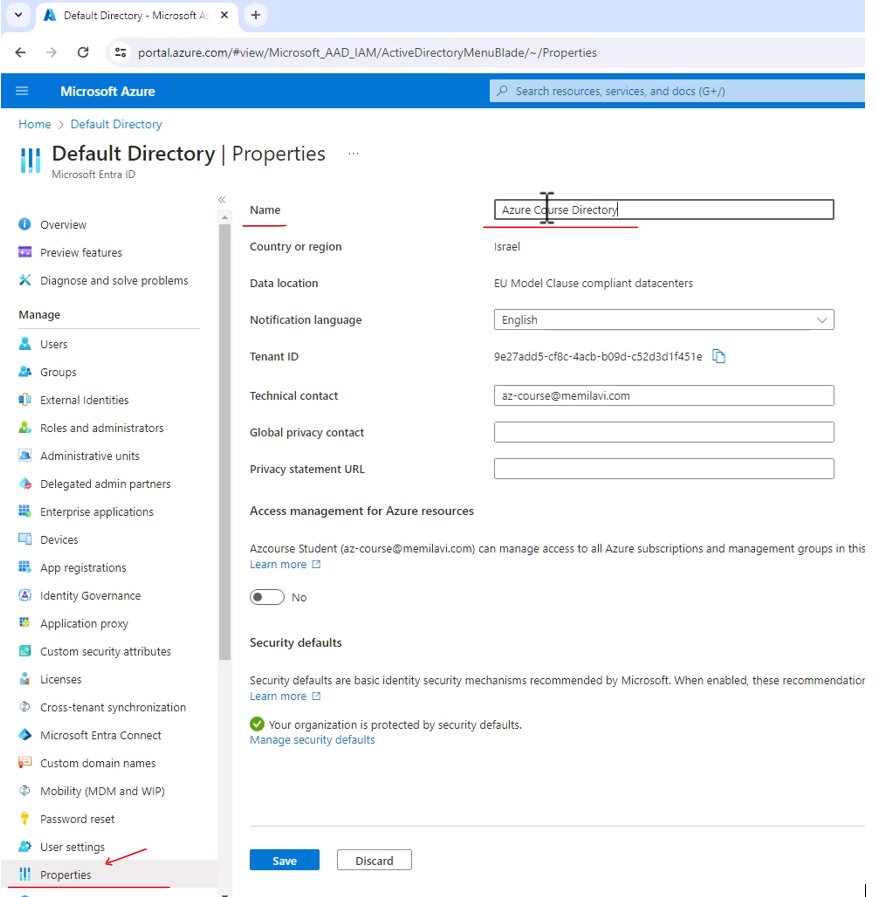 Default Directory - Microsoft Az
portal.azure.com/#view/Microsoft_AAD_IAM/ActiveDirectoryMenuBlade/~/Properties
Microsoft Azure
Search resources, services, and docs (G+/)
Home > Default Directory
Default Directory | Properties ...
Microsoft Entra ID
«
Overview
Preview features
Diagnose and solve problems
Manage
Users
Groups
External Identities
Roles and administrators
Administrative units
Delegated admin partners
Enterprise applications
Devices
App registrations
Identity Governance
Application proxy
Custom security attributes
Licenses
Cross-tenant synchronization
Microsoft Entra Connect
Custom domain names
Mobility (MDM and WIP)
Password reset
User settings
Properties
Name Azure Course Directory
Country or region Israel
Data location EU Model Clause compliant datacenters
Notification language English
Tenant ID 9e27add5-cf8c-4acb-b09d-c52d3d1f451e
Technical contact az-course@memilavi.com
Global privacy contact
Privacy statement URL
Access management for Azure resources
Azcourse Student (az-course@memilavi.com) can manage access to all Azure subscriptions and management groups in this
Learn more
No
Security defaults
Security defaults are basic identity security mechanisms recommended by Microsoft. When enabled, these recommendation
Learn more
Your organization is protected by security defaults.
Manage security defaults
Save Discard